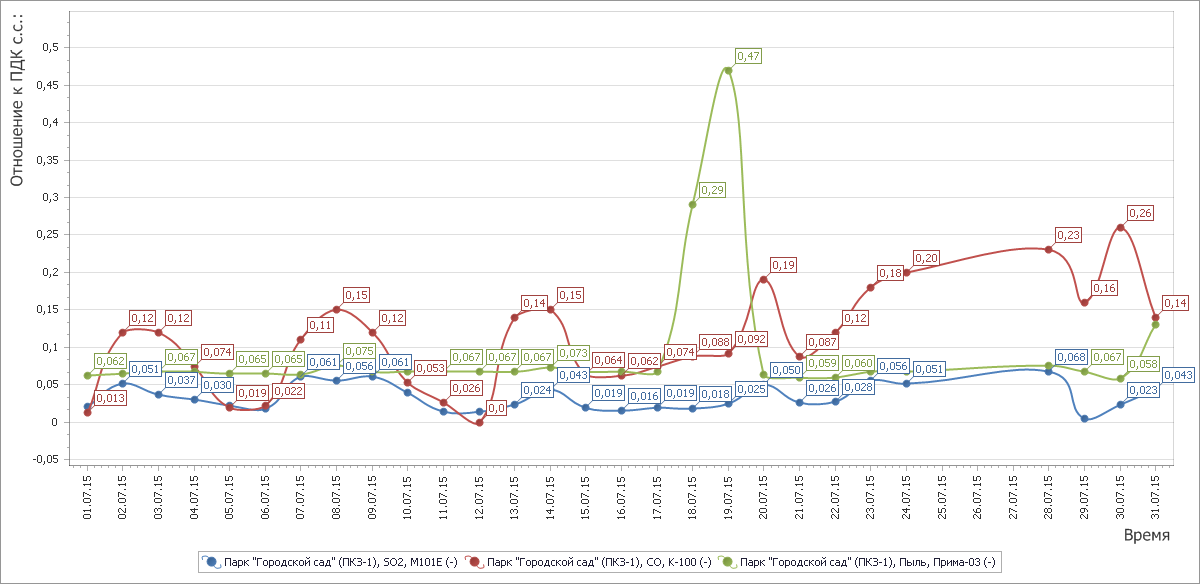 Отношение к ПДК с.с.:
0,5
0,45
0,4
0,35
0,3
0,25
0,2
0,15
0,1
0,05
0
-0,05
0,47
0,29
0,26
0,23
0,20
0,19
0,18
0,16
0,14
0,15 0,14 0,15
0,12 0,12 0,11 0,12 0,12
0,062 0,067 0,074 0,065 0,065 0,075 0,067 0,067 0,067 0,073 0,064 0,062 0,074 0,088 0,092 0,087 0,059 0,060 0,068 0,067 0,058
0,013 0,051 0,037 0,030 0,019 0,022 0,061 0,056 0,061 0,053 0,026 0,0 0,024 0,043 0,019 0,016 0,019 0,018 0,025 0,050 0,026 0,028 0,056 0,051 0,023 0,043
01.07.15 02.07.15 03.07.15 04.07.15 05.07.15 06.07.15 07.07.15 08.07.15 09.07.15 10.07.15 11.07.15 12.07.15 13.07.15 14.07.15 15.07.15 16.07.15 17.07.15 18.07.15 19.07.15 20.07.15 21.07.15 22.07.15 23.07.15 24.07.15 25.07.15 26.07.15 27.07.15 28.07.15 29.07.15 30.07.15 31.07.15
Время
Парк "Городской сад" (ПКЗ-1), SO2, M101E (-) Парк "Городской сад" (ПКЗ-1), CO, K-100 (-) Парк "Городской сад" (ПКЗ-1), Пыль, Прима-03 (-)